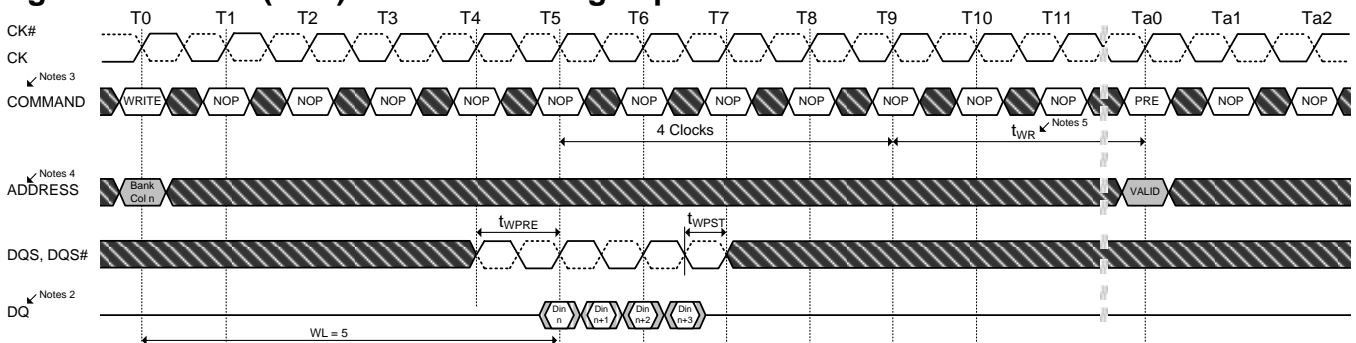 T0 T1 T2 T3 T4 T5 T6 T7 T8 T9 T10 T11 Ta0 Ta1 Ta2
CK#
CK
Notes 3
COMMAND WRITE NOP NOP NOP NOP NOP NOP NOP NOP NOP NOP NOP PRE NOP NOP
4 Clocks tWR Notes 5
Notes 4
ADDRESS Bank Col n VALID
tWPRE tWPST
DQS, DQS#
Notes 2
DQ Din n Din n+1 Din n+2 Din n+3
WL = 5